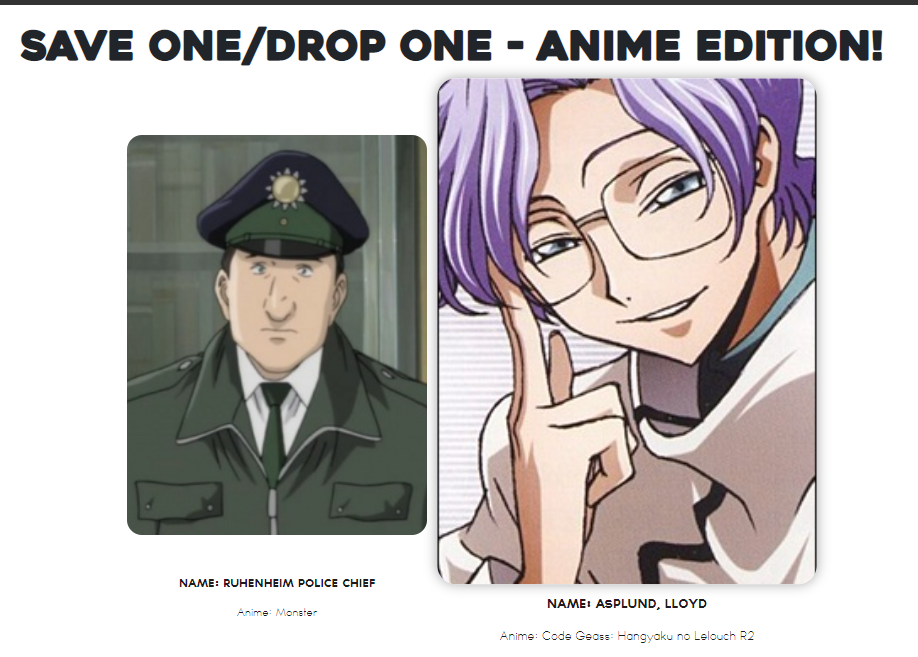 SAVE ONE/DROP ONE - ANIME EDITION!
NAME: RUHENHEIM POLICE CHIEF
Anime: Monster
NAME: ASPLUND, LLOYD
Anime: Code Geass: Hangyaku no Lelouch R2